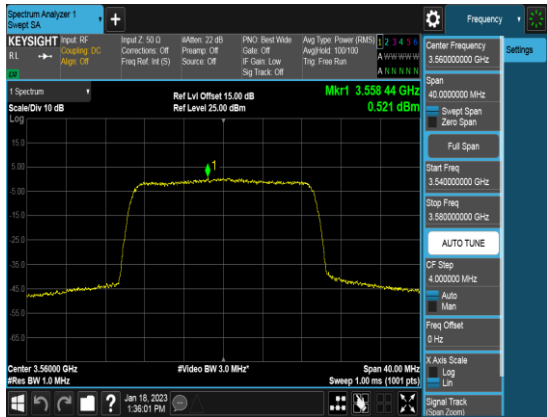 Spectrum Analyzer 1
Swept SA
Frequency
KEYSIGHT Input: RF
RL
Coupling: DC
Align: Off
Input Z: 50 Ω
Corrections: Off
Freq Ref: Int (S)
#Atten: 22 dB
Preamp: Off
Source: Off
PNO: Best Wide
Gate: Off
IF Gain: Low
Sig Track: Off
Avg Type: Power (RMS)
Avg|Hold: 100/100
Trig: Free Run
1 2 3 4 5 6
A W W W W W
A N N N N N
1 Spectrum
Scale/Div 10 dB
Log
Ref Lvl Offset 15.00 dB
Ref Level 25.00 dBm
Mkr1 3.558 44 GHz
0.521 dBm
15.0
5.00
-5.00
-15.0
-25.0
-35.0
-45.0
-55.0
-65.0
1
Center 3.56000 GHz
#Res BW 1.0 MHz
#Video BW 3.0 MHz*
Span 40.00 MHz
Sweep 1.00 ms (1001 pts)
Jan 18, 2023
1:36:01 PM
Settings
Center Frequency
3.560000000 GHz
Span
40.0000000 MHz
Swept Span
Zero Span
Full Span
Start Freq
3.540000000 GHz
Stop Freq
3.580000000 GHz
AUTO TUNE
CF Step
4.000000 MHz
Auto
Man
Freq Offset
0 Hz
X Axis Scale
Log
Lin
Signal Track
(Span Zoom)